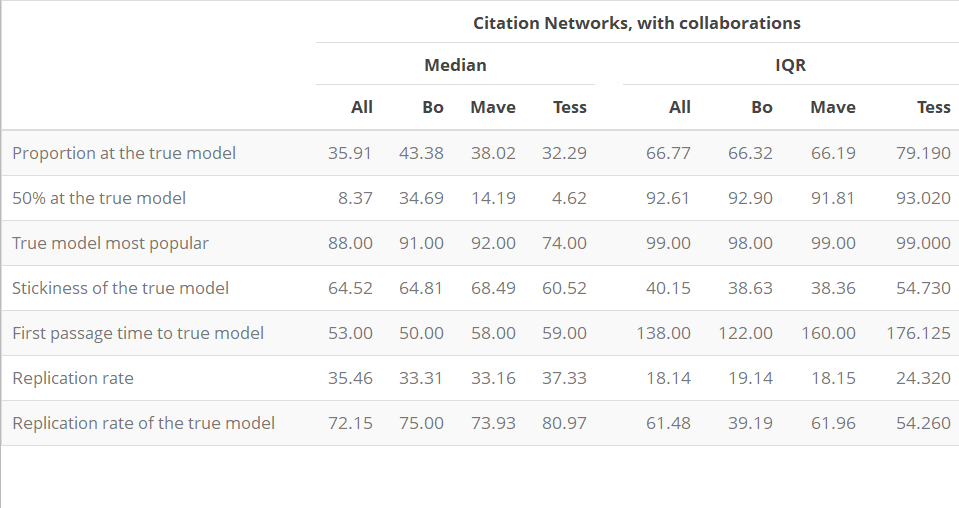 Citation Networks, with collaborations
Median IQR
All Bo Mave Tess All Bo Mave Tess
Proportion at the true model 35.91 43.38 38.02 32.29 66.77 66.32 66.19 79.190
50% at the true model 8.37 34.69 14.19 4.62 92.61 92.90 91.81 93.020
True model most popular 88.00 91.00 92.00 74.00 99.00 98.00 99.00 99.000
Stickiness of the true model 64.52 64.81 68.49 60.52 40.15 38.63 38.36 54.730
First passage time to true model 53.00 50.00 58.00 59.00 138.00 122.00 160.00 176.125
Replication rate 35.46 33.31 33.16 37.33 18.14 19.14 18.15 24.320
Replication rate of the true model 72.15 75.00 73.93 80.97 61.48 39.19 61.96 54.260